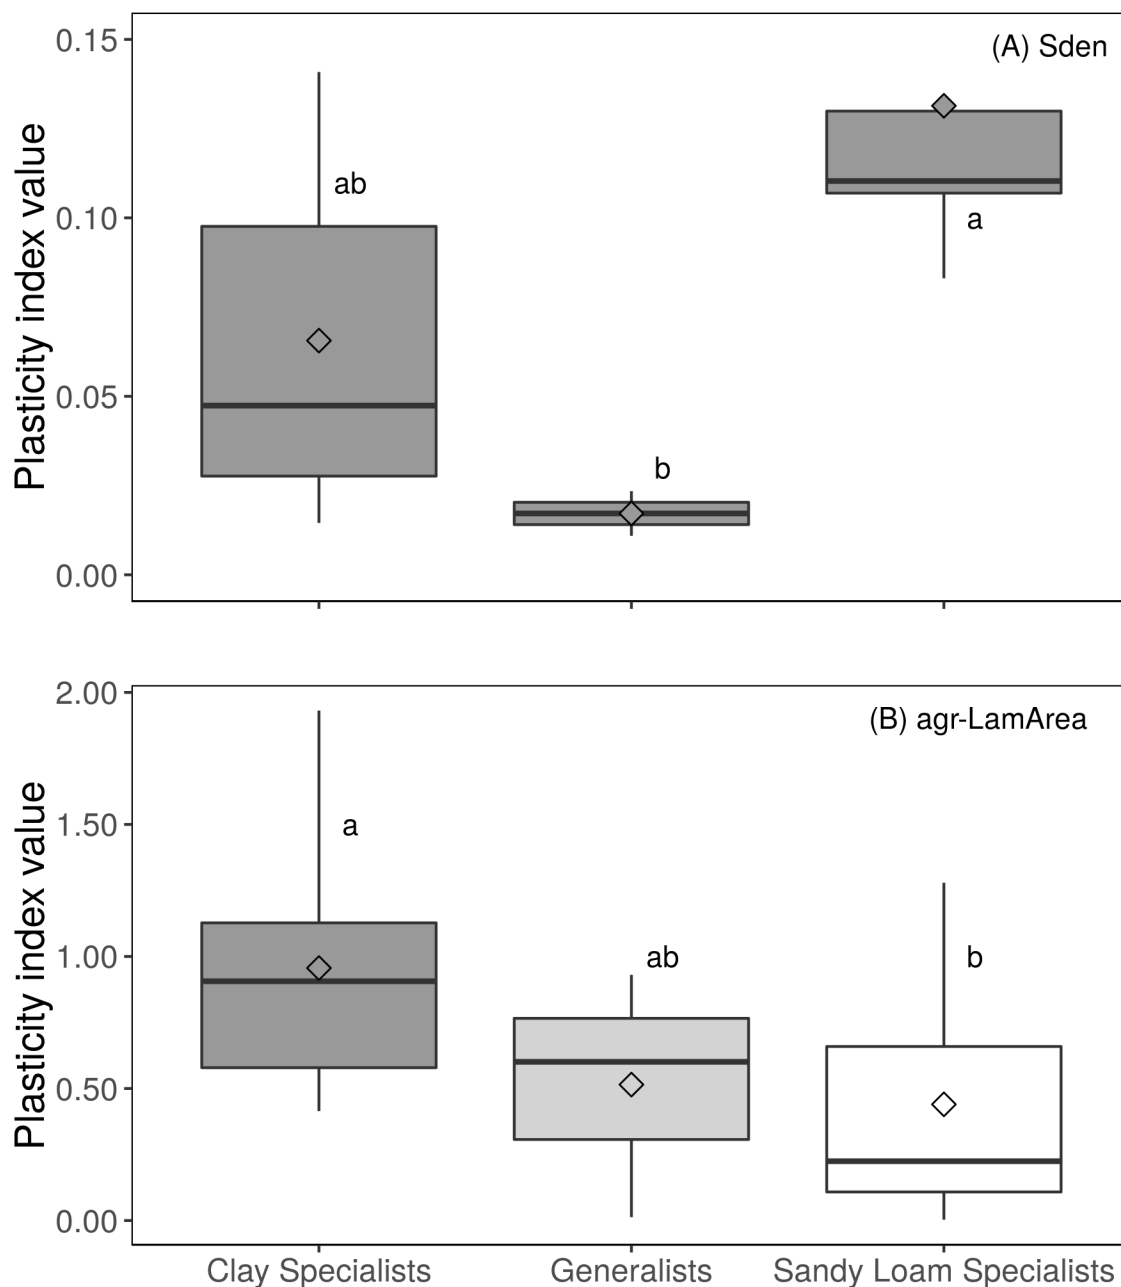 (A) Sden
Plasticity index value
0.15
0.10
0.05
0.00
ab
b
a
(B) agr-LamArea
Plasticity index value
2.00
1.50
1.00
0.50
0.00
a
ab
b
Clay Specialists
Generalists
Sandy Loam Specialists